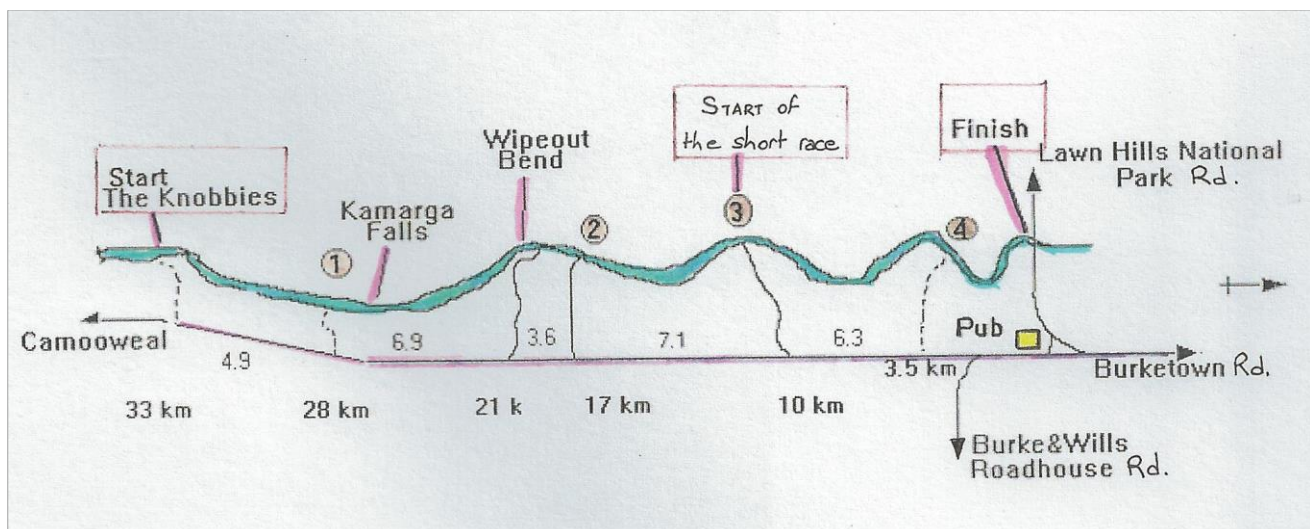 START of
the short race
Finish
Wipeout
Bend
Lawn Hills National
Park Rd.
Start
The Knobbies
Kamarga
Falls
1
2
3
4
Camooweal
4.9
6.9
3.6
7.1
6.3
3.5 km
Pub
Burketown Rd.
33 km
28 km
21 k
17 km
10 km
Burke&Wills
Roadhouse Rd.